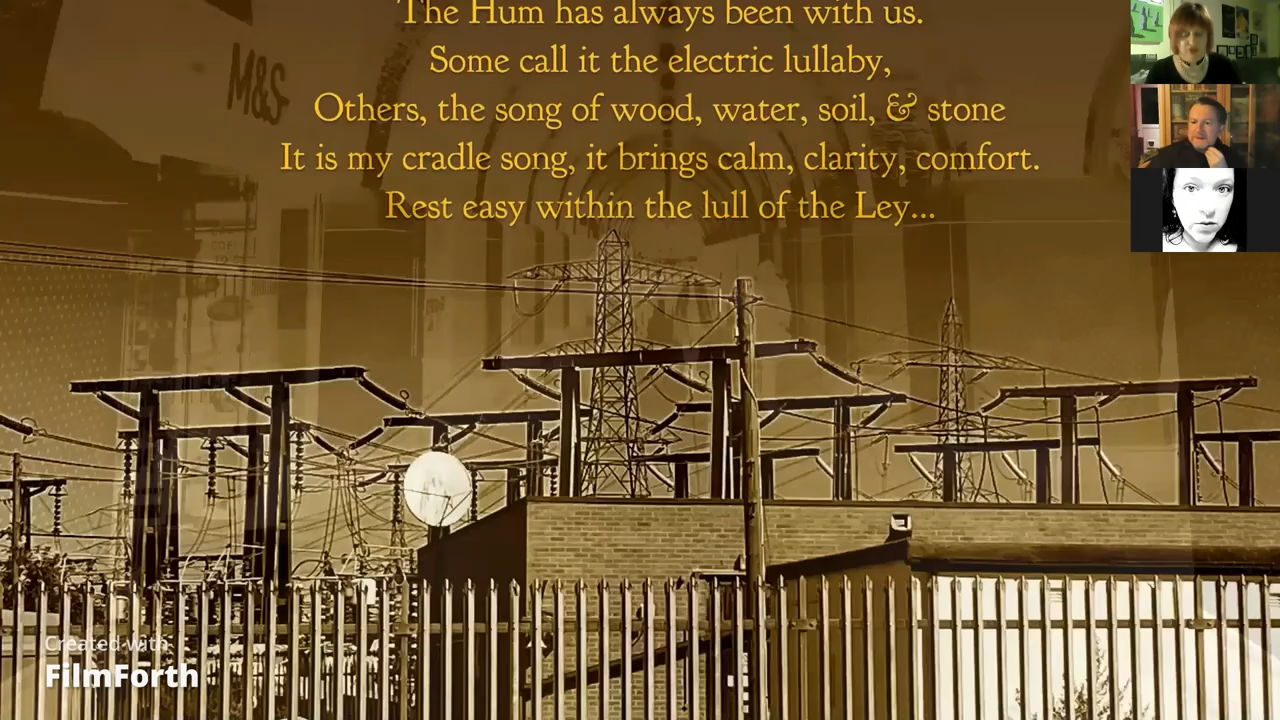 The Hum has always been with us.
M&S
Some call it the electric lullaby,
Others, the song of wood, water, soil, & stone
It is my cradle song, it brings calm, clarity, comfort.
Rest easy within the lull of the Ley...
Created with
FilmForth